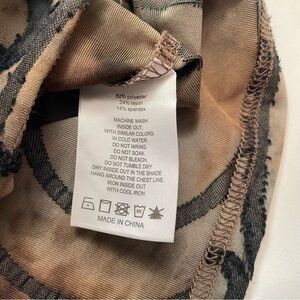 62% polyester
24% rayon
14% spandex
MACHINE WASH
INSIDE OUT.
WITH SIMILAR COLORS.
IN COLD WATER.
DO NOT WRING.
DO NOT SOAK.
DO NOT BLEACH.
DO NOT TUMBLE DRY
DRY INSIDE OUT IN THE SHADE
HANG AROUND THE CHEST LINE.
IRON INSIDE OUT
WITH COOL IRON
MADE IN CHINA